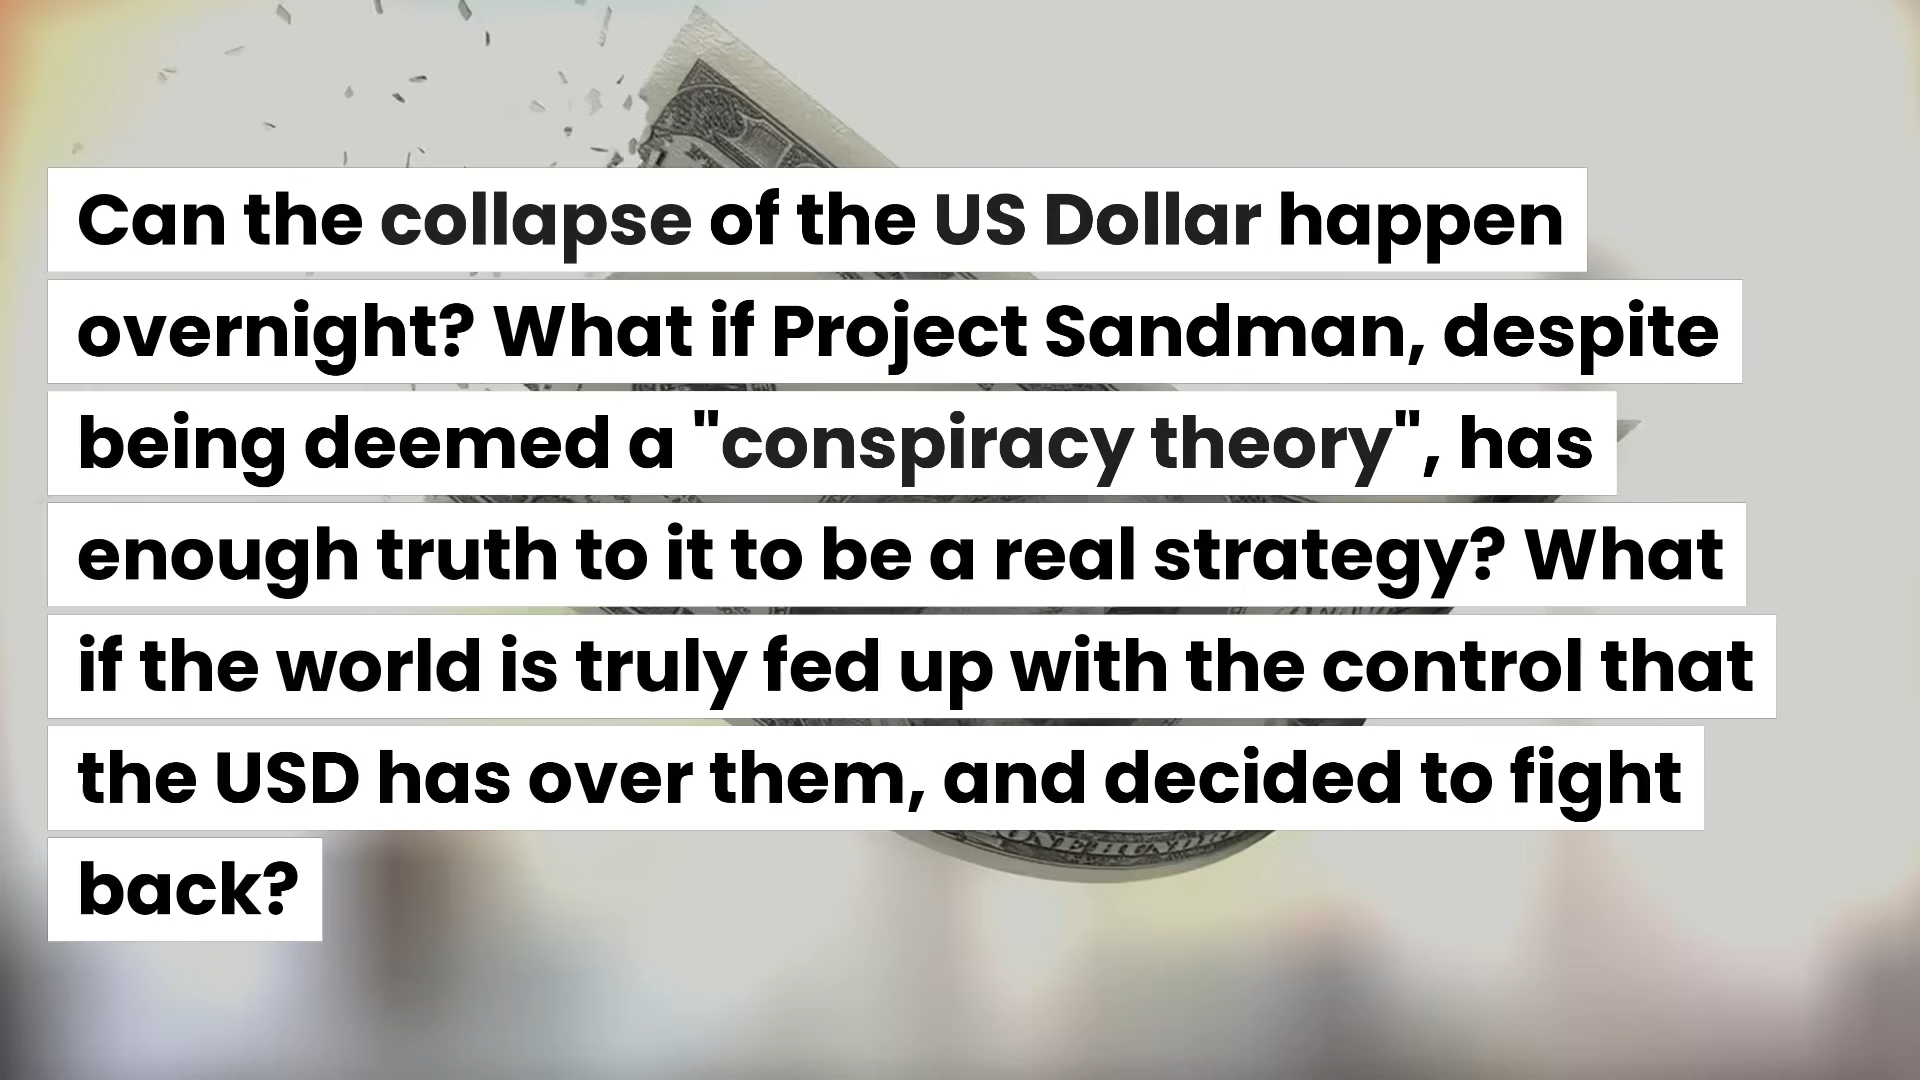 Can the collapse of the US Dollar happen
overnight? What if Project Sandman, despite
being deemed a "conspiracy theory", has
enough truth to it to be a real strategy? What
if the world is truly fed up with the control that
the USD has over them, and decided to fight
back?